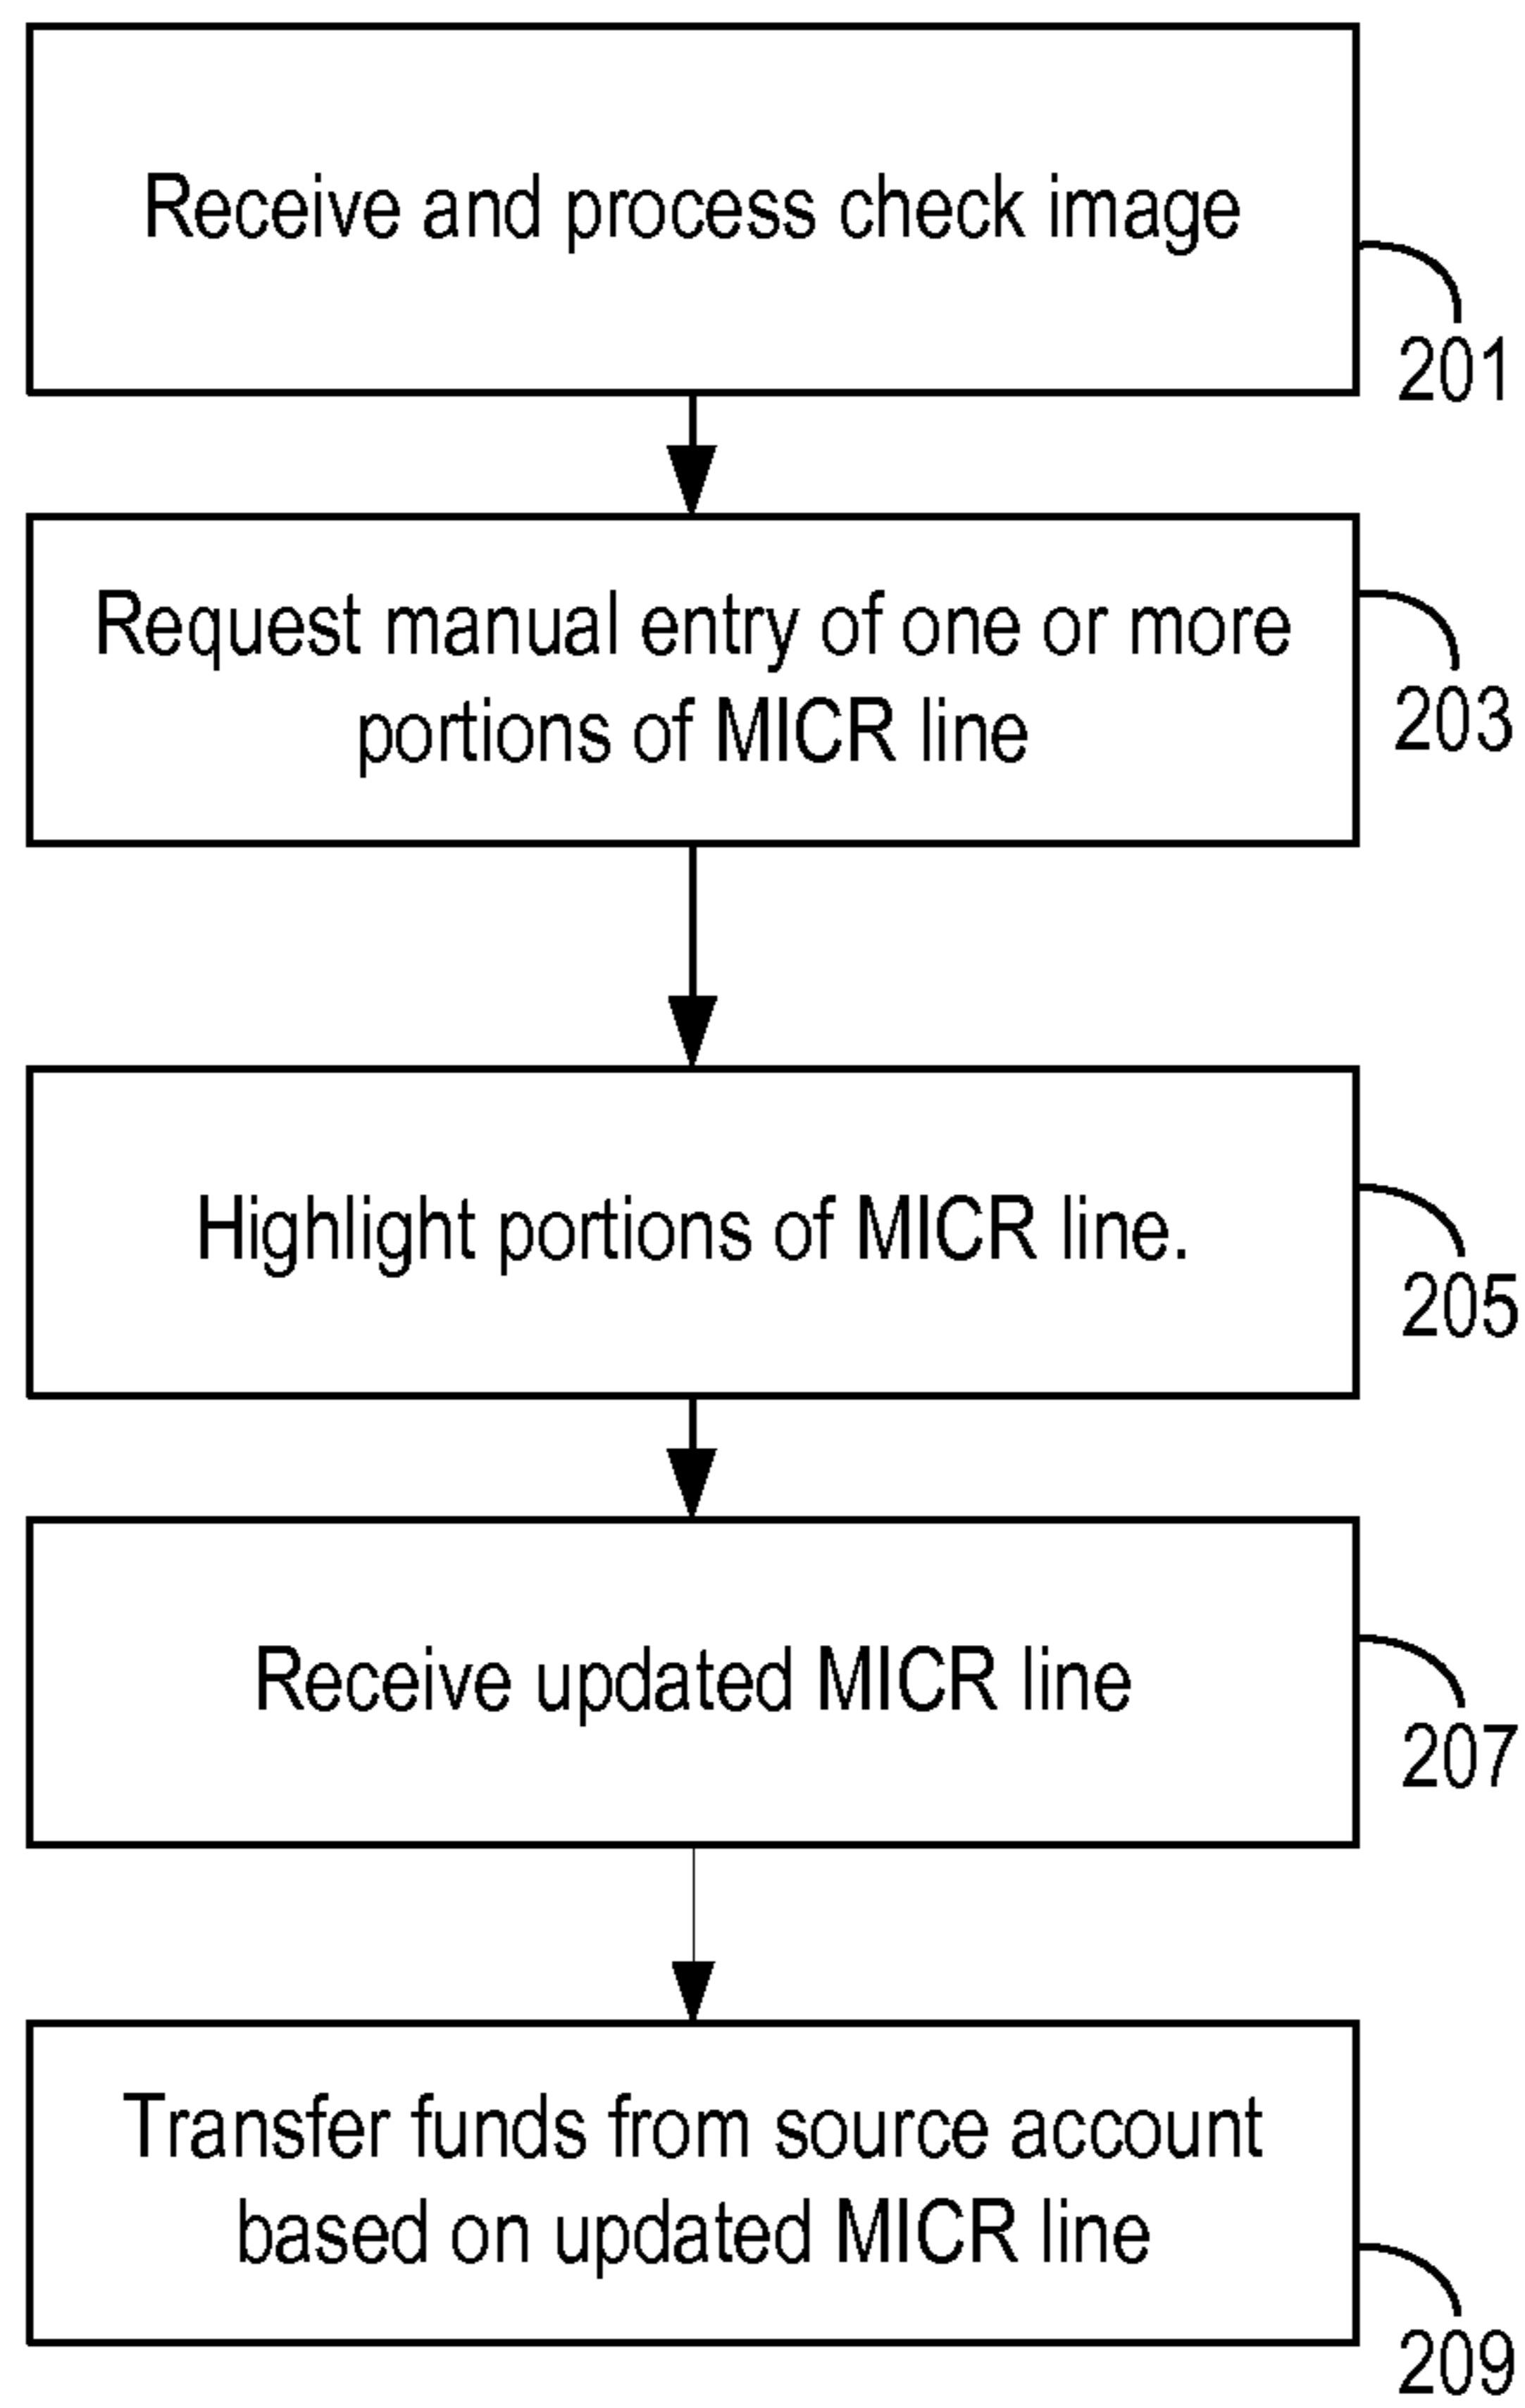 Receive and process check image
201
Request manual entry of one or more
portions of MICR line
203
Highlight portions of MICR line.
205
Receive updated MICR line
207
Transfer funds from source account
based on updated MICR line
209